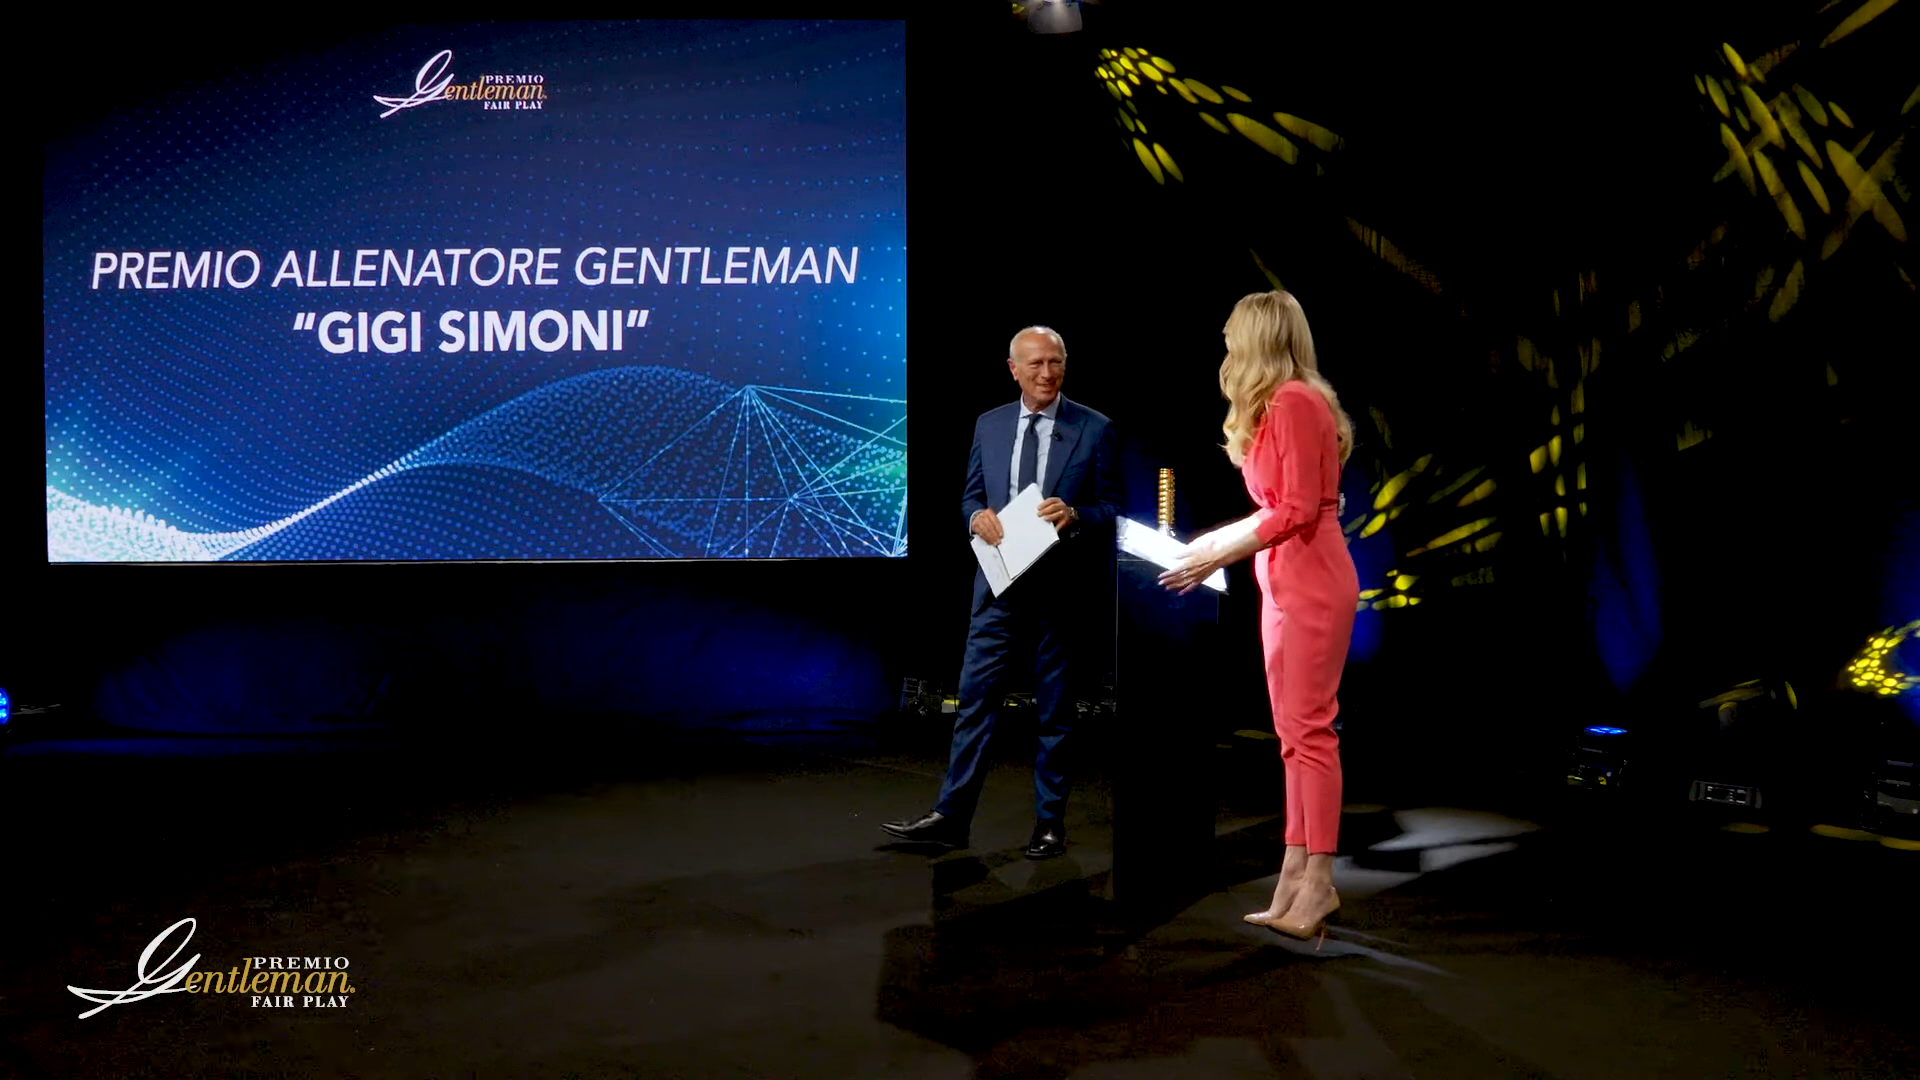 PREMIO
Gentleman
FAIR PLAY
PREMIO ALLENATORE GENTLEMAN
“GIGI SIMONI”
PREMIO
Gentleman
FAIR PLAY